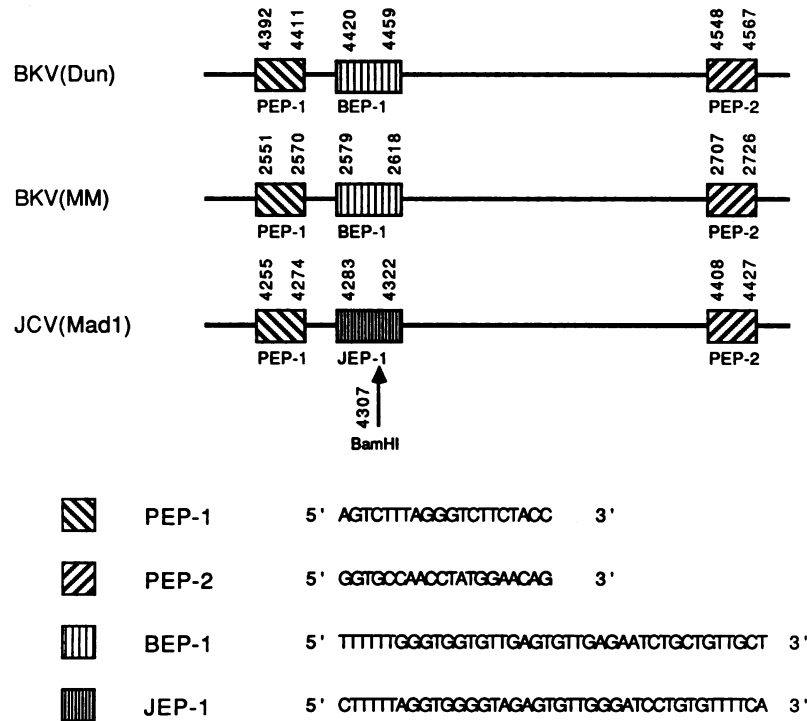 4392 4411 4420 4459 4548 4567
BKV(Dun)
PEP-1 BEP-1 PEP-2
2551 2570 2579 2618 2707 2726
BKV(MM)
PEP-1 BEP-1 PEP-2
4255 4274 4283 4322 4408 4427
JCV(Mad1)
PEP-1 JEP-1 PEP-2
4307
BamHI
PEP-1 5' AGTCTTTAGGGTCTTCTACC 3'
PEP-2 5' GGTGCCAACCTATGGAACAG 3'
BEP-1 5' TTTTTTGGGTGGTGTTGAGTGTTGAGAATCTGCTGTTGCT 3'
JEP-1 5' CTTTTTAGGTGGGGTAGAGTGTTGGGATCCTGTGTTTTCA 3'